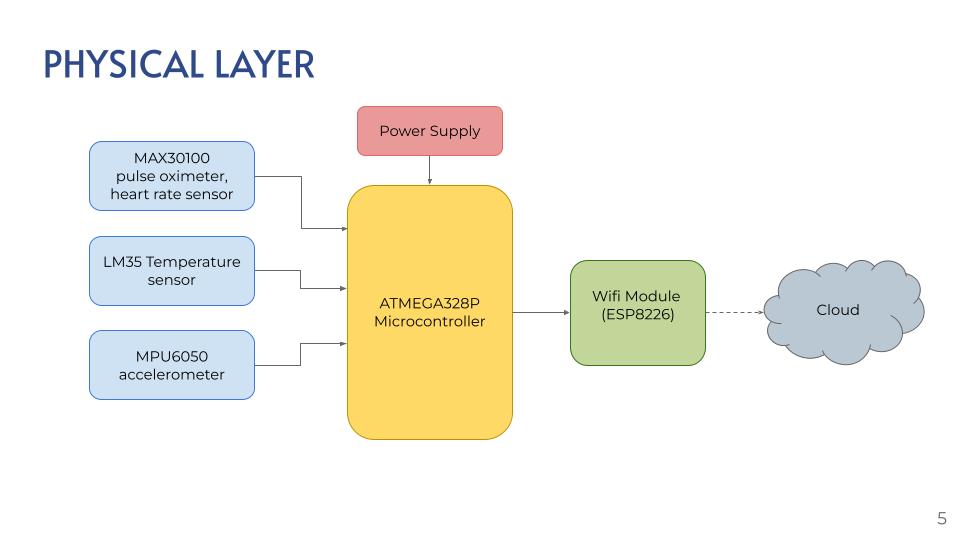 PHYSICAL LAYER
Power Supply
MAX30100
pulse oximeter,
heart rate sensor
LM35 Temperature
sensor
MPU6050
accelerometer
ATMEGA328P
Microcontroller
Wifi Module
(ESP8226)
Cloud
5